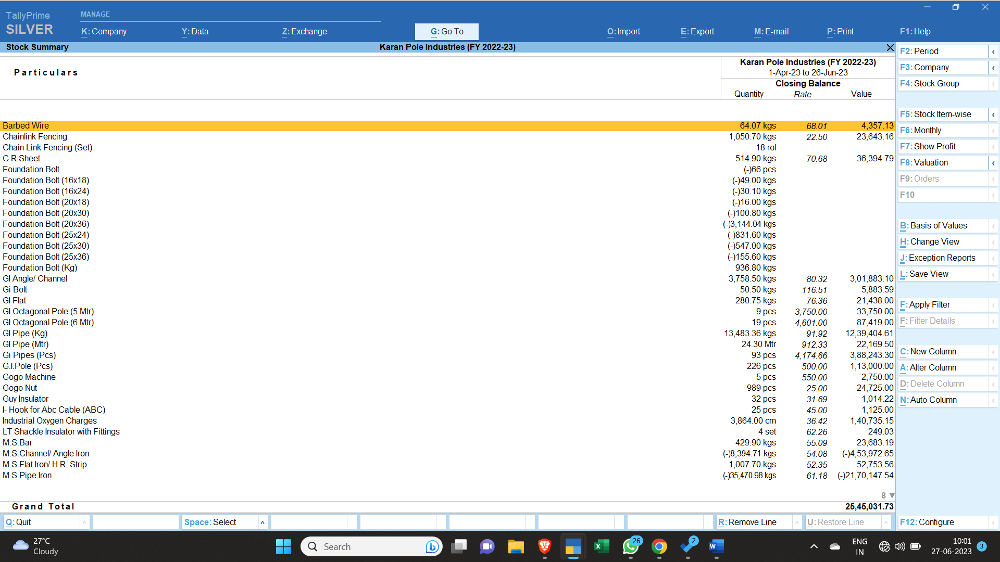 TallyPrime
SILVER
MANAGE
K: Company
Y: Data
Z: Exchange
G: Go To
O: Import
E: Export
M: E-mail
P: Print
F1: Help
Stock Summary
Karan Pole Industries (FY 2022-23)
Particulars
Karan Pole Industries (FY 2022-23)
1-Apr-23 to 26-Jun-23
Closing Balance
Quantity Rate Value
Barbed Wire 64.07 kgs 68.01 4,357.13
Chainlink Fencing 1,050.70 kgs 22.50 23,643.16
Chain Link Fencing (Set) 18 rol
C.R.Sheet 514.90 kgs 70.68 36,394.79
Foundation Bolt (-)66 pcs
Foundation Bolt (16x18) (-)49.00 kgs
Foundation Bolt (16x24) (-)30.10 kgs
Foundation Bolt (20x18) (-)16.00 kgs
Foundation Bolt (20x30) (-)100.80 kgs
Foundation Bolt (20x36) (-)3,144.04 kgs
Foundation Bolt (25x24) (-)831.60 kgs
Foundation Bolt (25x30) (-)547.00 kgs
Foundation Bolt (25x36) (-)155.60 kgs
Foundation Bolt (Kg) 936.80 kgs
GI Angle/ Channel 3,758.50 kgs 80.32 3,01,883.10
Gi Bolt 50.50 kgs 116.51 5,883.59
GI Flat 280.75 kgs 76.36 21,438.00
GI Octagonal Pole (5 Mtr) 9 pcs 3,750.00 33,750.00
GI Octagonal Pole (6 Mtr) 19 pcs 4,601.00 87,419.00
GI Pipe (Kg) 13,483.36 kgs 91.92 12,39,404.61
GI Pipe (Mtr) 24.30 Mtr 912.33 22,169.50
Gi Pipes (Pcs) 93 pcs 4,174.66 3,88,243.30
G.I.Pole (Pcs) 226 pcs 500.00 1,13,000.00
Gogo Machine 5 pcs 550.00 2,750.00
Gogo Nut 989 pcs 25.00 24,725.00
Guy Insulator 32 pcs 31.69 1,014.22
I- Hook for Abc Cable (ABC) 25 pcs 45.00 1,125.00
Industrial Oxygen Charges 3,864.00 cm 36.42 1,40,735.15
LT Shackle Insulator with Fittings 4 set 62.26 249.03
M.S.Bar 429.90 kgs 55.09 23,683.19
M.S.Channel/ Angle Iron (-)8,394.71 kgs 54.08 (-)4,53,972.65
M.S.Flat Iron/ H.R. Strip 1,007.70 kgs 52.35 52,753.56
M.S.Pipe Iron (-)35,470.98 kgs 61.18 (-)21,70,147.54
8
Grand Total 25,45,031.73
F2: Period
F3: Company
F4: Stock Group
F5: Stock Item-wise
F6: Monthly
F7: Show Profit
F8: Valuation
F9: Orders
F10
B: Basis of Values
H: Change View
J: Exception Reports
L: Save View
F: Apply Filter
F: Filter Details
C: New Column
A: Alter Column
D: Delete Column
N: Auto Column
Q: Quit
Space: Select
R: Remove Line
U: Restore Line
F12: Configure
27°C
Cloudy
Search
26
2
ENG
IN
10:01
27-06-2023
3